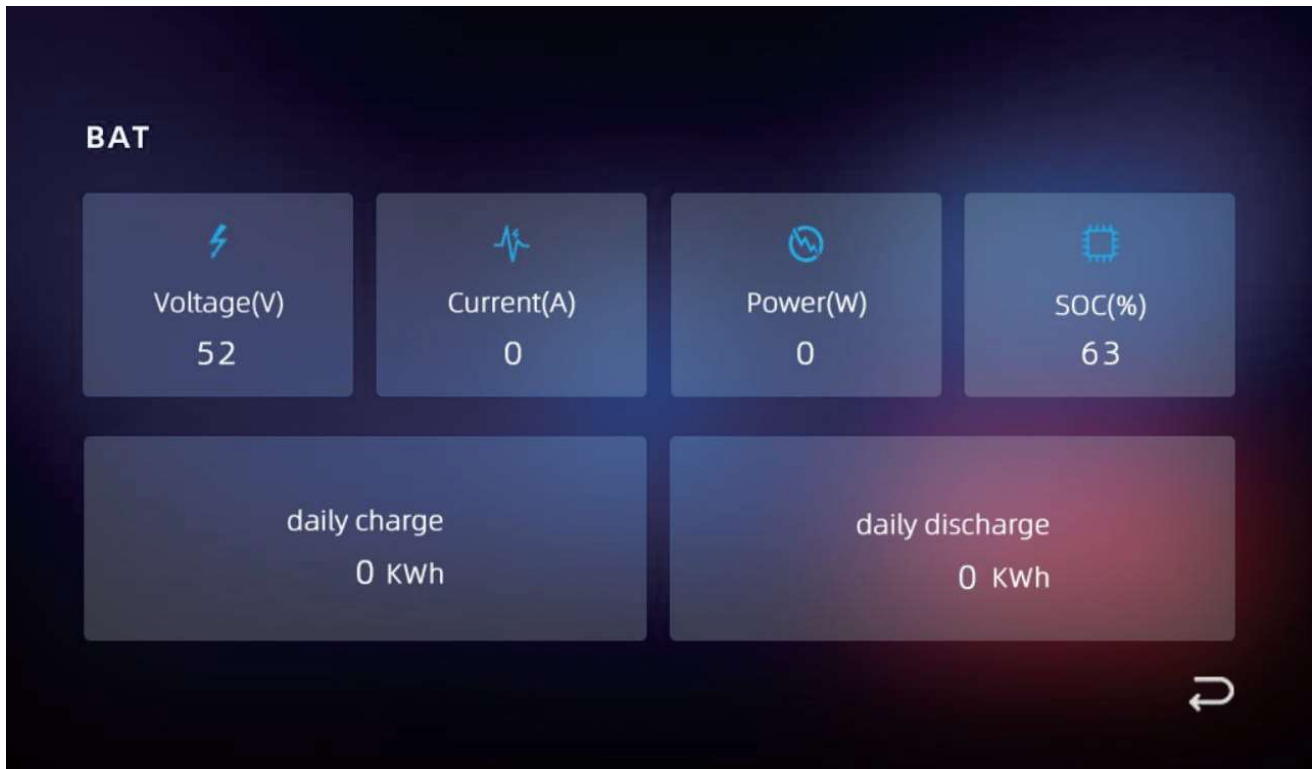 BAT
Voltage(V)
52
Current(A)
0
Power(W)
0
SOC(%)
63
daily charge
0 KWh
daily discharge
0 KWh